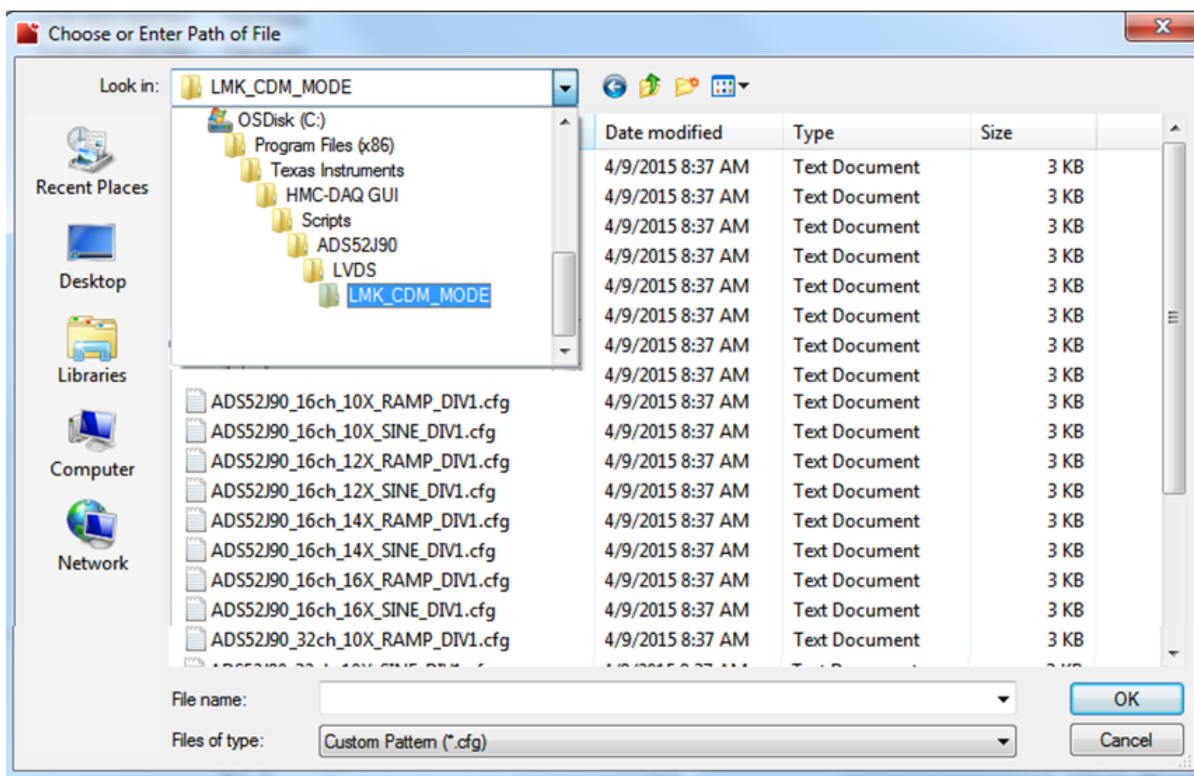 Choose or Enter Path of File
Look in: LMK_CDM_MODE
OSDisk (C:)
Program Files (x86)
Texas Instruments
HMC-DAQ GUI
Scripts
ADS52J90
LVDS
LMK_CDM_MODE
Recent Places
Desktop
Libraries
Computer
Network
Date modified Type Size
4/9/2015 8:37 AM Text Document 3 KB
4/9/2015 8:37 AM Text Document 3 KB
4/9/2015 8:37 AM Text Document 3 KB
4/9/2015 8:37 AM Text Document 3 KB
4/9/2015 8:37 AM Text Document 3 KB
4/9/2015 8:37 AM Text Document 3 KB
4/9/2015 8:37 AM Text Document 3 KB
4/9/2015 8:37 AM Text Document 3 KB
ADS52J90_16ch_10X_RAMP_DIV1.cfg 4/9/2015 8:37 AM Text Document 3 KB
ADS52J90_16ch_10X_SINE_DIV1.cfg 4/9/2015 8:37 AM Text Document 3 KB
ADS52J90_16ch_12X_RAMP_DIV1.cfg 4/9/2015 8:37 AM Text Document 3 KB
ADS52J90_16ch_12X_SINE_DIV1.cfg 4/9/2015 8:37 AM Text Document 3 KB
ADS52J90_16ch_14X_RAMP_DIV1.cfg 4/9/2015 8:37 AM Text Document 3 KB
ADS52J90_16ch_14X_SINE_DIV1.cfg 4/9/2015 8:37 AM Text Document 3 KB
ADS52J90_16ch_16X_RAMP_DIV1.cfg 4/9/2015 8:37 AM Text Document 3 KB
ADS52J90_16ch_16X_SINE_DIV1.cfg 4/9/2015 8:37 AM Text Document 3 KB
ADS52J90_32ch_10X_RAMP_DIV1.cfg 4/9/2015 8:37 AM Text Document 3 KB
File name:
OK
Files of type: Custom Pattern (*.cfg)
Cancel